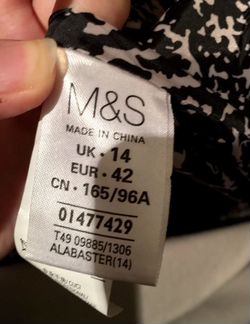 M&S
MADE IN CHINA
UK · 14
EUR · 42
CN · 165/96A
01477429
T49 09885/1306
ALABASTER(14)